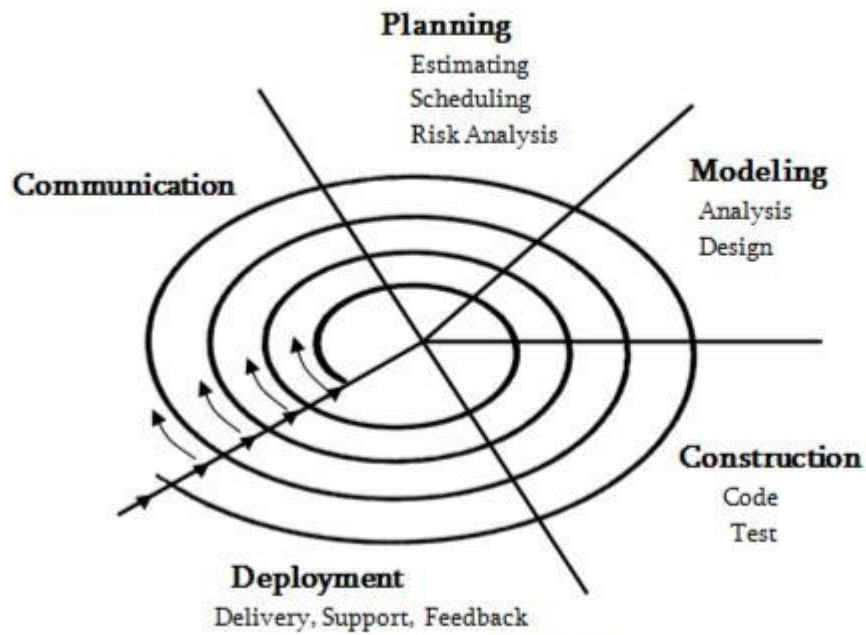 Planning
Estimating
Scheduling
Risk Analysis
Communication
Modeling
Analysis
Design
Construction
Code
Test
Deployment
Delivery, Support, Feedback